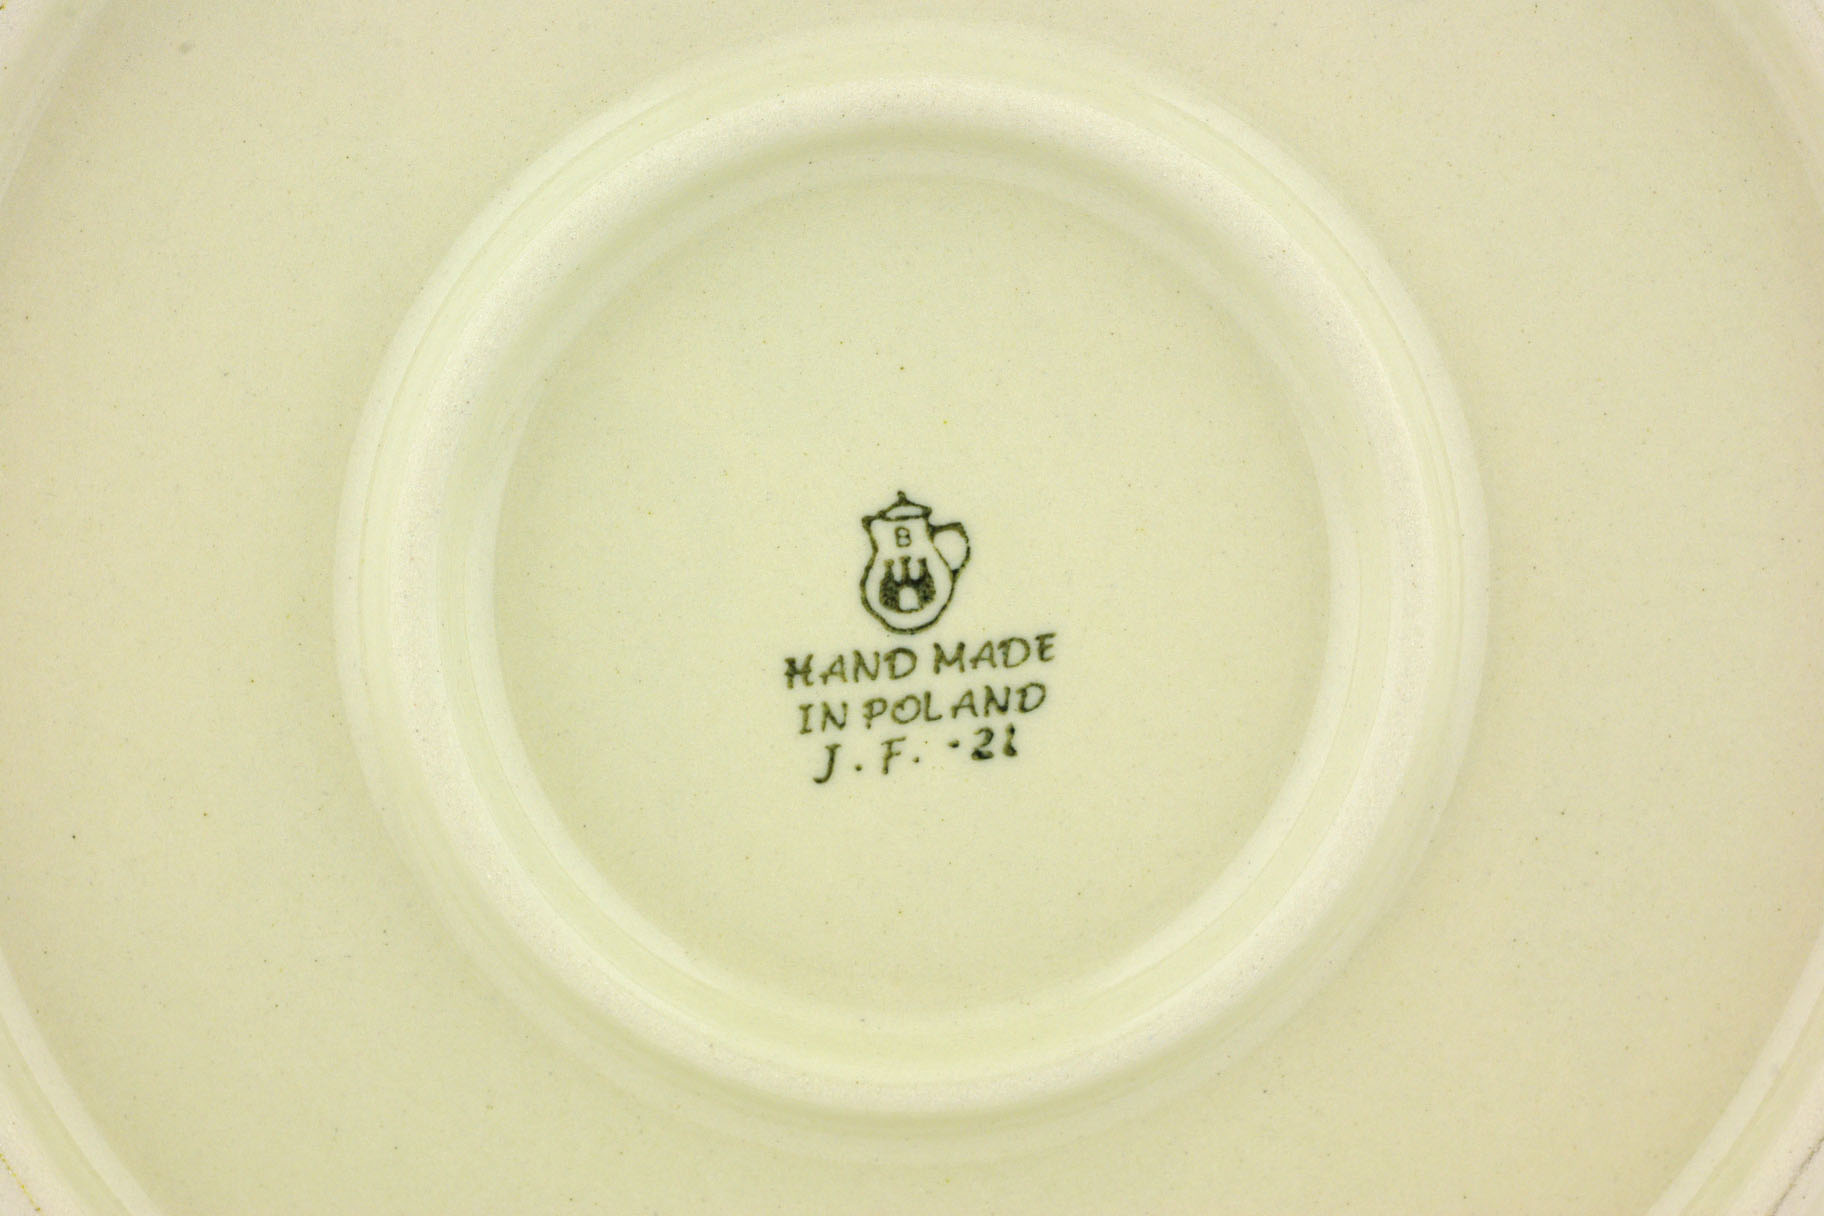 B
HAND MADE
IN POLAND
J. F. -21